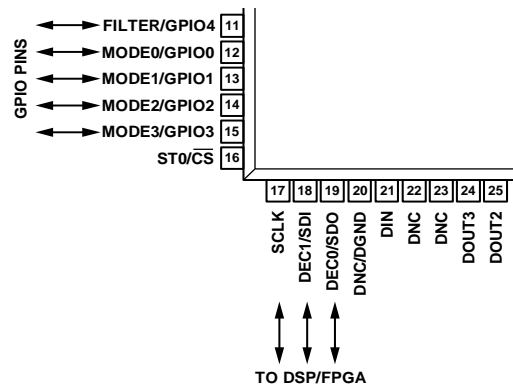 GPIO PINS
FILTER/GPIO4 11
MODE0/GPIO0 12
MODE1/GPIO1 13
MODE2/GPIO2 14
MODE3/GPIO3 15
ST0/CS 16
17 18 19 20 21 22 23 24 25
SCLK
DEC1/SDI
DEC0/SDO
DNC/DGND
DIN
DNC
DNC
DOUT3
DOUT2
TO DSP/FPGA